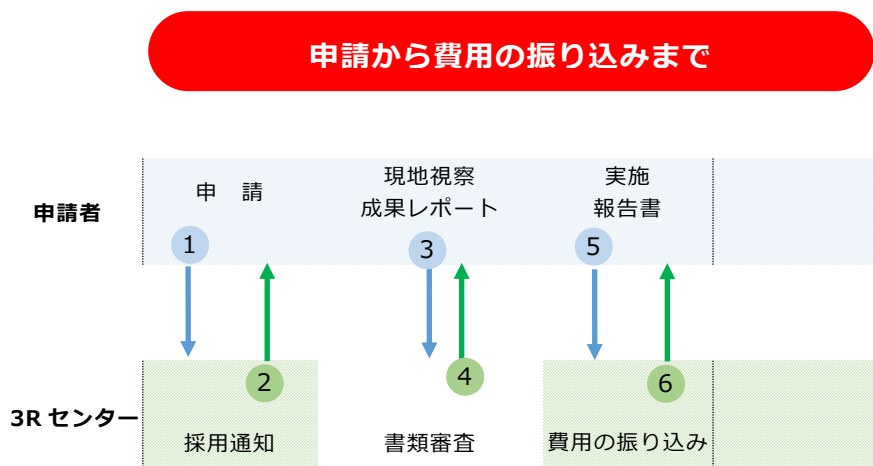 申請から費用の振り込みまで
申請者
申　請
現地視察
成果レポート
実施
報告書
1
3
5
2
4
6
3R センター
採用通知
書類審査
費用の振り込み